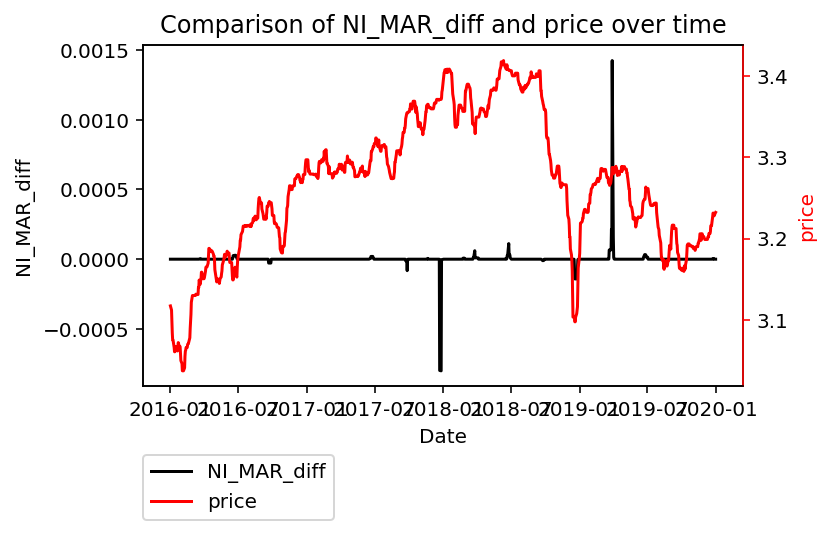 Comparison of NI_MAR_diff and price over time
0.0015
0.0010
0.0005
0.0000
−0.0005
NI_MAR_diff
3.4
3.3
3.2
3.1
price
2016-01 2016-07 2017-01 2017-07 2018-01 2018-07 2019-01 2019-07 2020-01
Date
NI_MAR_diff
price